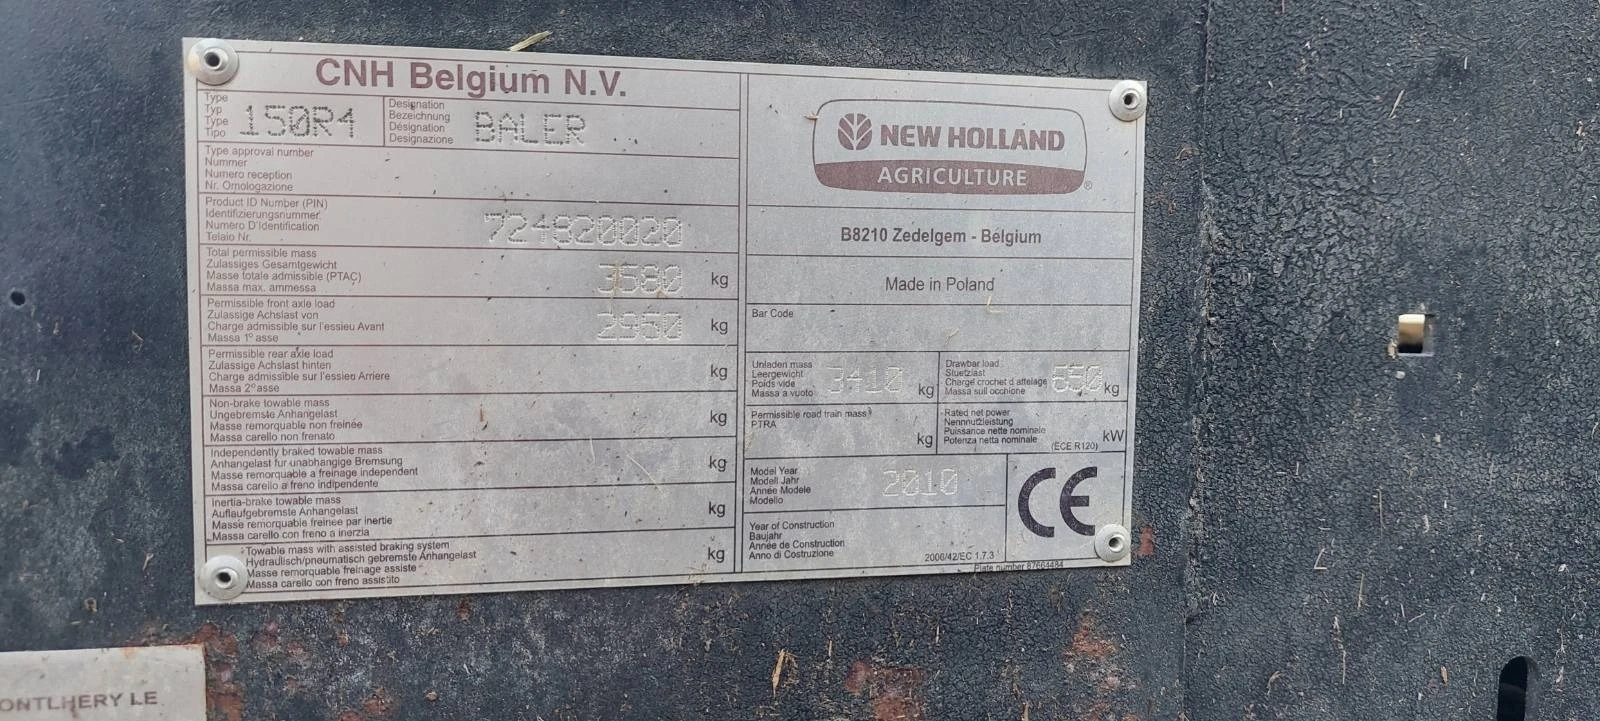 CNH Belgium N.V.
Type
Typ
Type
Tipo
150R4
Designation
Bezeichnung
Désignation
Designazione
BALER
Type approval number
Nummer
Numero reception
Nr. Omologazione
Product ID Number (PIN)
Identifizierungsnummer
Numero D'Identification
Telaio Nr.
724820020
Total permissible mass
Zulassiges Gesamtgewicht
Masse totale admissible (PTAC)
Massa max. ammessa
3580 kg
Permissible front axle load
Zulassige Achslast von
Charge admissible sur l'essieu Avant
Massa 1° asse
2960 kg
Permissible rear axle load
Zulassige Achslast hinten
Charge admissible sur l'essieu Arriere
Massa 2° asse
kg
Non-brake towable mass
Ungebremste Anhangelast
Masse remorquable non freinée
Massa carello non frenato
kg
Independently braked towable mass
Anhangelast fur unabhangige Bremsung
Masse remorquable a freinage independent
Massa carello a freno indipendente
kg
Inertia-brake towable mass
Auflaufgebremste Anhangelast
Masse remorquable freinee par inertie
Massa carello con freno a inerzia
kg
Towable mass with assisted braking system
Hydraulisch/pneumatisch gebremste Anhangelast
Masse remorquable freinage assiste
Massa carello con freno assistito
kg
NEW HOLLAND
AGRICULTURE
®
B8210 Zedelgem - Belgium
Made in Poland
Bar Code
Unladen mass
Leergewicht
Poids vide
Massa a vuoto
3410 kg
Drawbar load
Stuetzlast
Charge crochet d attelage
Massa sull occhione
650 kg
Permissible road train mass
PTRA
kg
Rated net power
Nennnutzleistung
Puissance nette nominale
Potenza netta nominale
(ECE R120)
kW
Model Year
Modell Jahr
Année Modele
Modello
2010
Year of Construction
Baujahr
Année de Construction
Anno di Costruzione
2006/42/EC 1.7.3
CE
Plate number 87604484
ONTLHERY LE